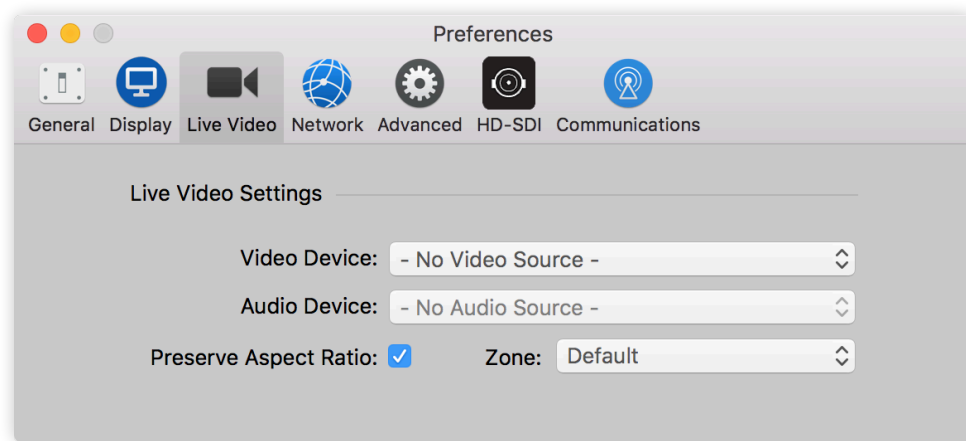 Preferences
General Display Live Video Network Advanced HD-SDI Communications
Live Video Settings
Video Device: - No Video Source -
Audio Device: - No Audio Source -
Preserve Aspect Ratio: Zone: Default